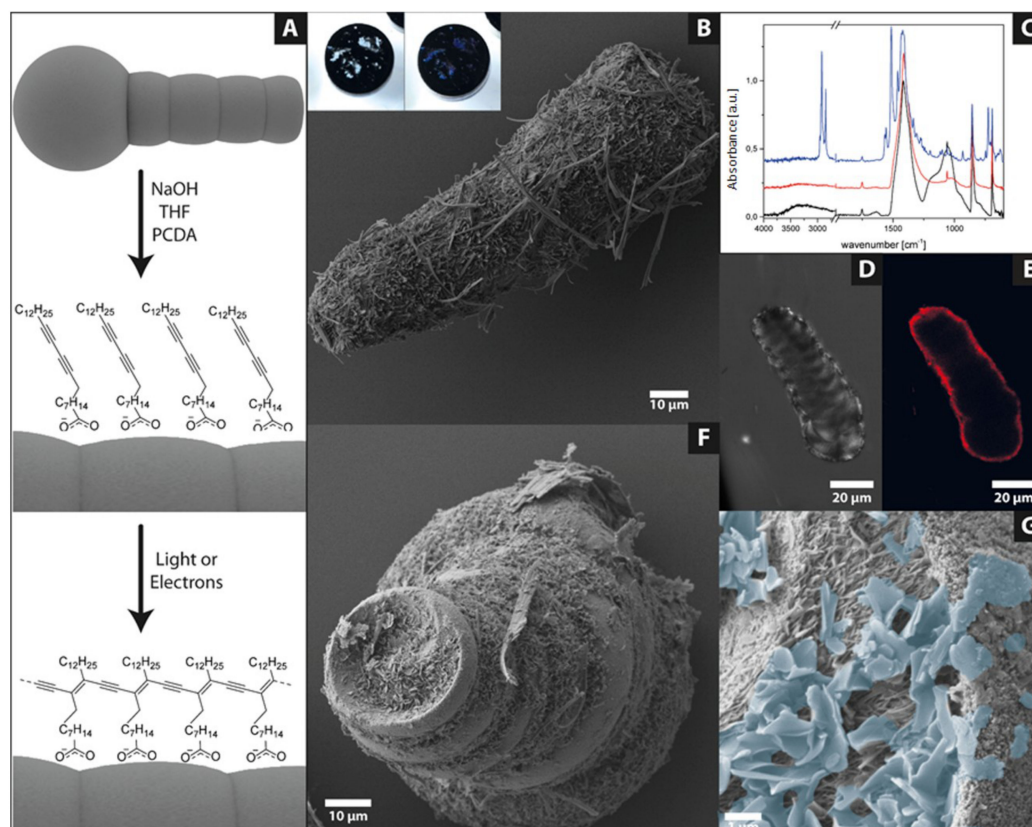 A
NaOH
THF
PCDA
C₁₂H₂₅ C₁₂H₂₅ C₁₂H₂₅ C₁₂H₂₅
C₇H₁₄ C₇H₁₄ C₇H₁₄ C₇H₁₄
O⁻ O O⁻ O O⁻ O O⁻ O
Light or
Electrons
C₁₂H₂₅ C₁₂H₂₅ C₁₂H₂₅ C₁₂H₂₅
C₇H₁₄ C₇H₁₄ C₇H₁₄ C₇H₁₄
O⁻ O O⁻ O O⁻ O O⁻ O
B
10 μm
C
Absorbance [a.u.]
1,0
0,5
0,0
4000 3500 3000 1500 1000
wavenumber [cm⁻¹]
D
20 μm
E
20 μm
F
10 μm
G
1 μm